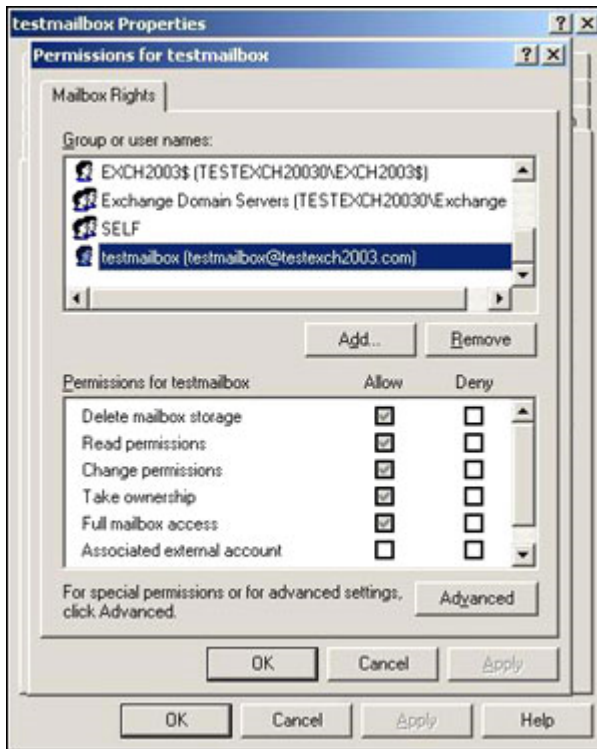 testmailbox Properties
Permissions for testmailbox
Mailbox Rights
Group or user names:
EXCH2003$ (TESTEXCH20030\EXCH2003$)
Exchange Domain Servers (TESTEXCH20030\Exchange
SELF
testmailbox (testmailbox@testexch2003.com)
Add... Remove
Permissions for testmailbox Allow Deny
Delete mailbox storage
Read permissions
Change permissions
Take ownership
Full mailbox access
Associated external account
For special permissions or for advanced settings,
click Advanced.
Advanced
OK Cancel Apply
OK Cancel Apply Help